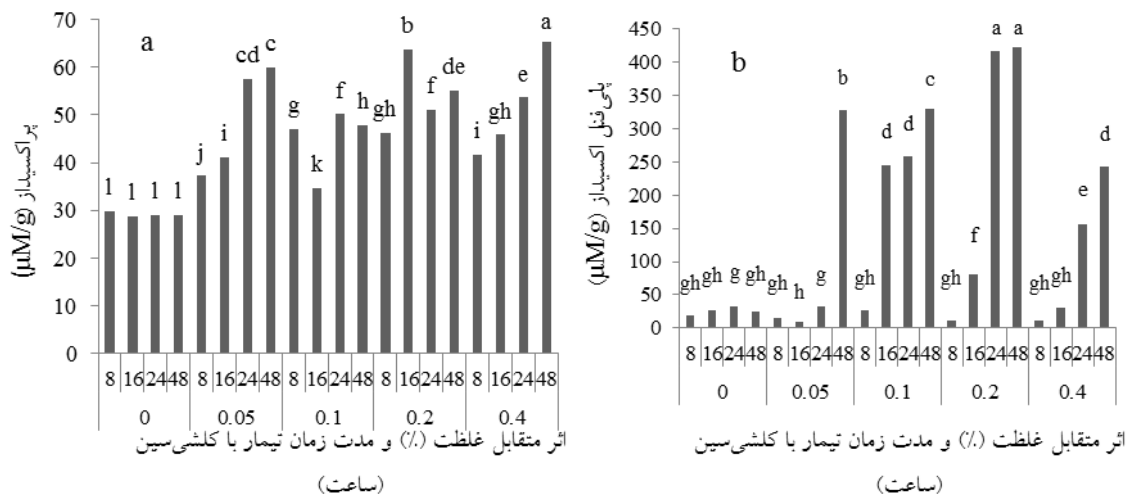 70
60
50
40
30
20
10
0
پراکسیداز (µM/g)
a
l l l l j i cd c g k f h gh b f de i gh e a
8 16 24 48 8 16 24 48 8 16 24 48 8 16 24 48 8 16 24 48
0 0.05 0.1 0.2 0.4
اثر متقابل غلظت (٪) و مدت زمان تیمار با کلشی‌سین
(ساعت)
450
400
350
300
250
200
150
100
50
0
پلی‌فنل اکسیداز (µM/g)
b
gh gh g gh gh h g b gh d d c gh f a a gh gh e d
8 16 24 48 8 16 24 48 8 16 24 48 8 16 24 48 8 16 24 48
0 0.05 0.1 0.2 0.4
اثر متقابل غلظت (٪) و مدت زمان تیمار با کلشی‌سین
(ساعت)